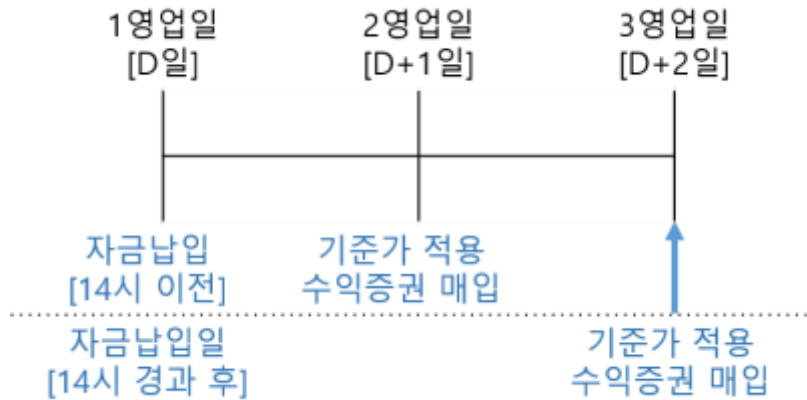 1영업일 2영업일 3영업일
[D일] [D+1일] [D+2일]
자금납입 기준가 적용
[14시 이전] 수익증권 매입
자금납입일 기준가 적용
[14시 경과 후] 수익증권 매입